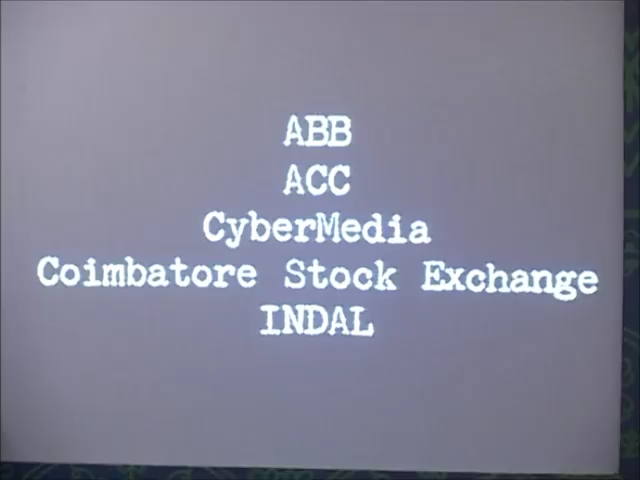 ABB
ACC
CyberMedia
Coimbatore Stock Exchange
INDAL